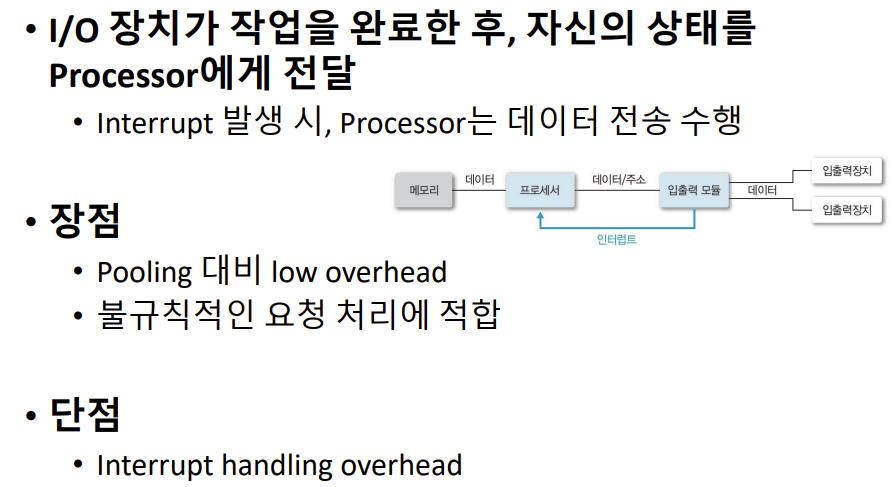 • I/O 장치가 작업을 완료한 후, 자신의 상태를
Processor에게 전달
• Interrupt 발생 시, Processor는 데이터 전송 수행
메모리
데이터
프로세서
데이터/주소
입출력 모듈
데이터
입출력장치
입출력장치
인터럽트
• 장점
• Pooling 대비 low overhead
• 불규칙적인 요청 처리에 적합
• 단점
• Interrupt handling overhead